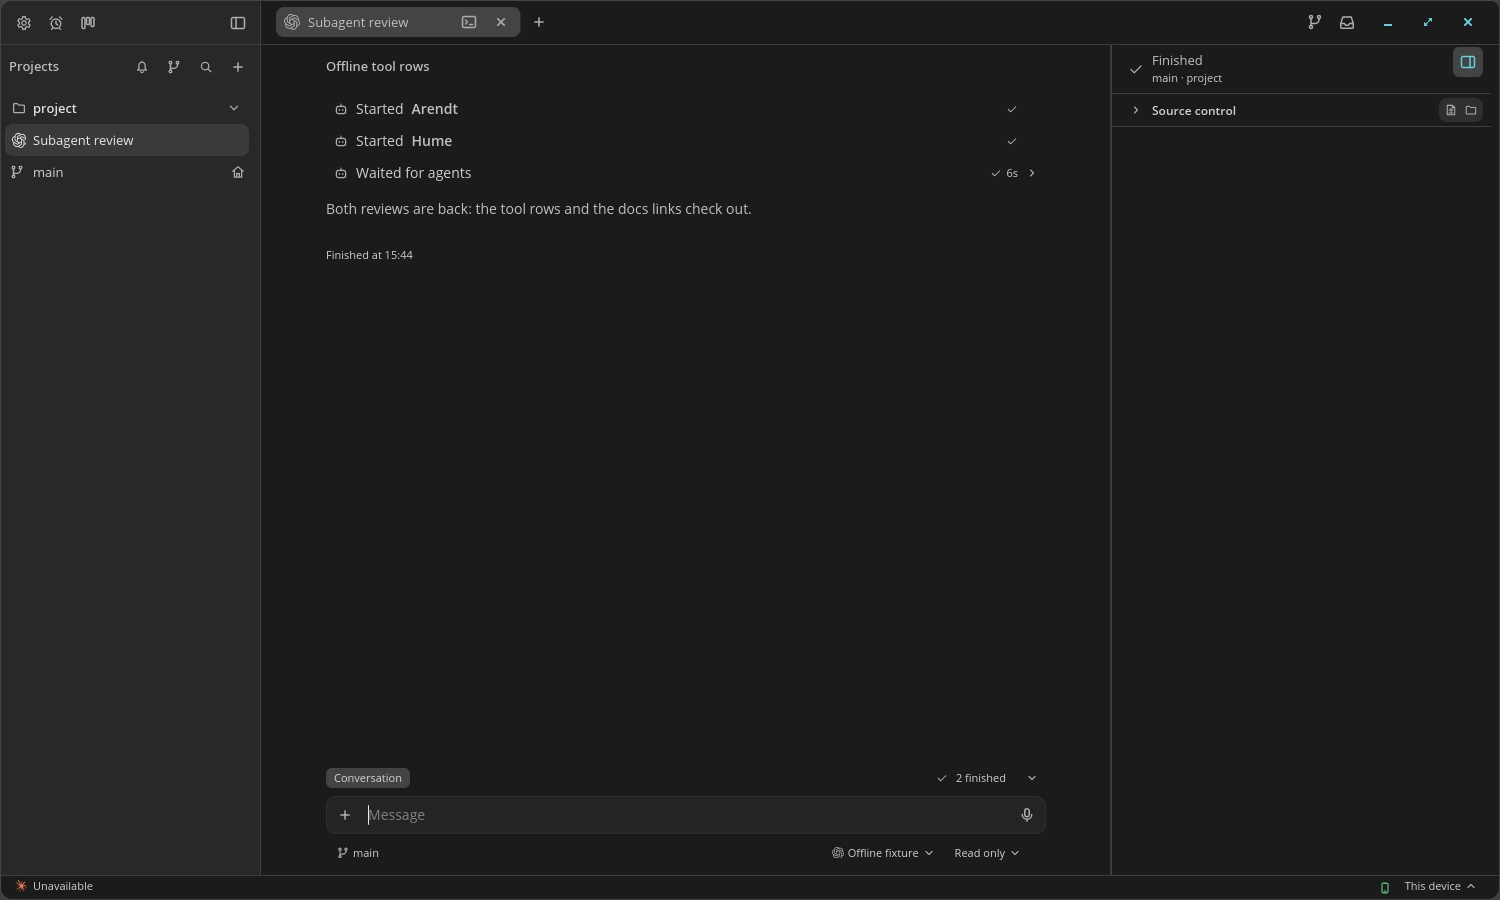 Subagent review
Projects
project
Subagent review
main
Offline tool rows
Started Arendt
Started Hume
Waited for agents 6s
Both reviews are back: the tool rows and the docs links check out.
Finished at 15:44
Conversation 2 finished
Message
main Offline fixture Read only
Finished
main · project
Source control
Unavailable This device